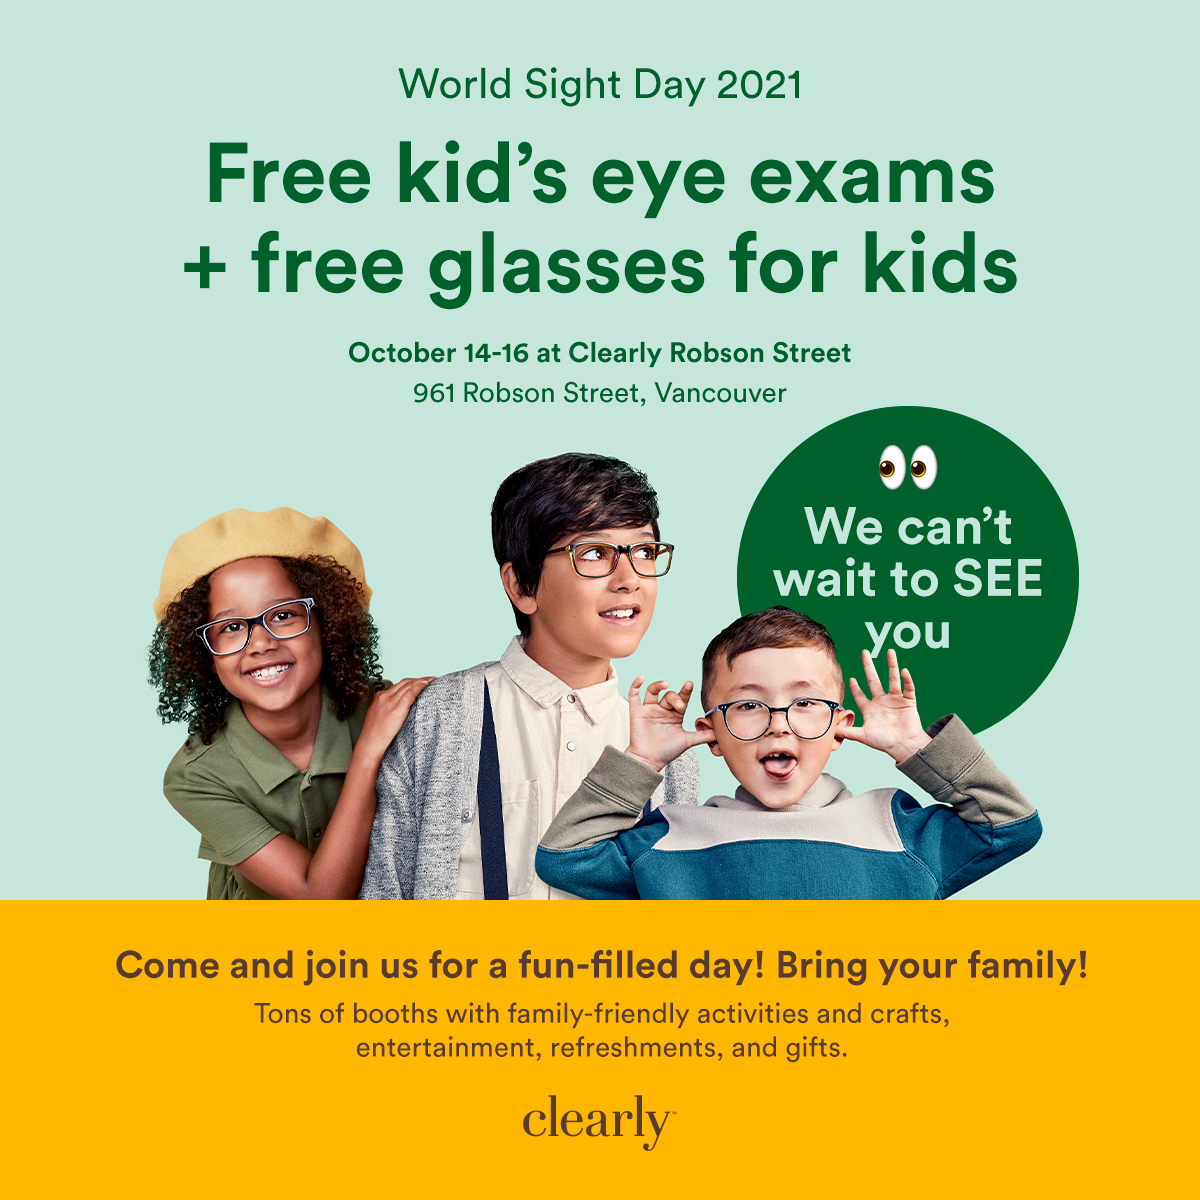 World Sight Day 2021
Free kid’s eye exams
+ free glasses for kids
October 14-16 at Clearly Robson Street
961 Robson Street, Vancouver
We can’t
wait to SEE
you
Come and join us for a fun-filled day! Bring your family!
Tons of booths with family-friendly activities and crafts,
entertainment, refreshments, and gifts.
clearly™